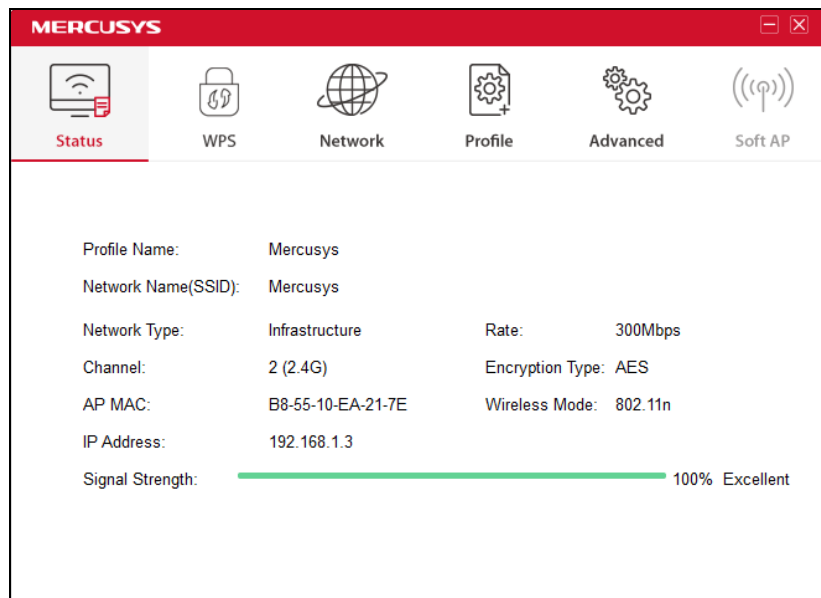 MERCUSYS
Status WPS Network Profile Advanced Soft AP
Profile Name: Mercusys
Network Name(SSID): Mercusys
Network Type: Infrastructure Rate: 300Mbps
Channel: 2 (2.4G) Encryption Type: AES
AP MAC: B8-55-10-EA-21-7E Wireless Mode: 802.11n
IP Address: 192.168.1.3
Signal Strength: 100% Excellent